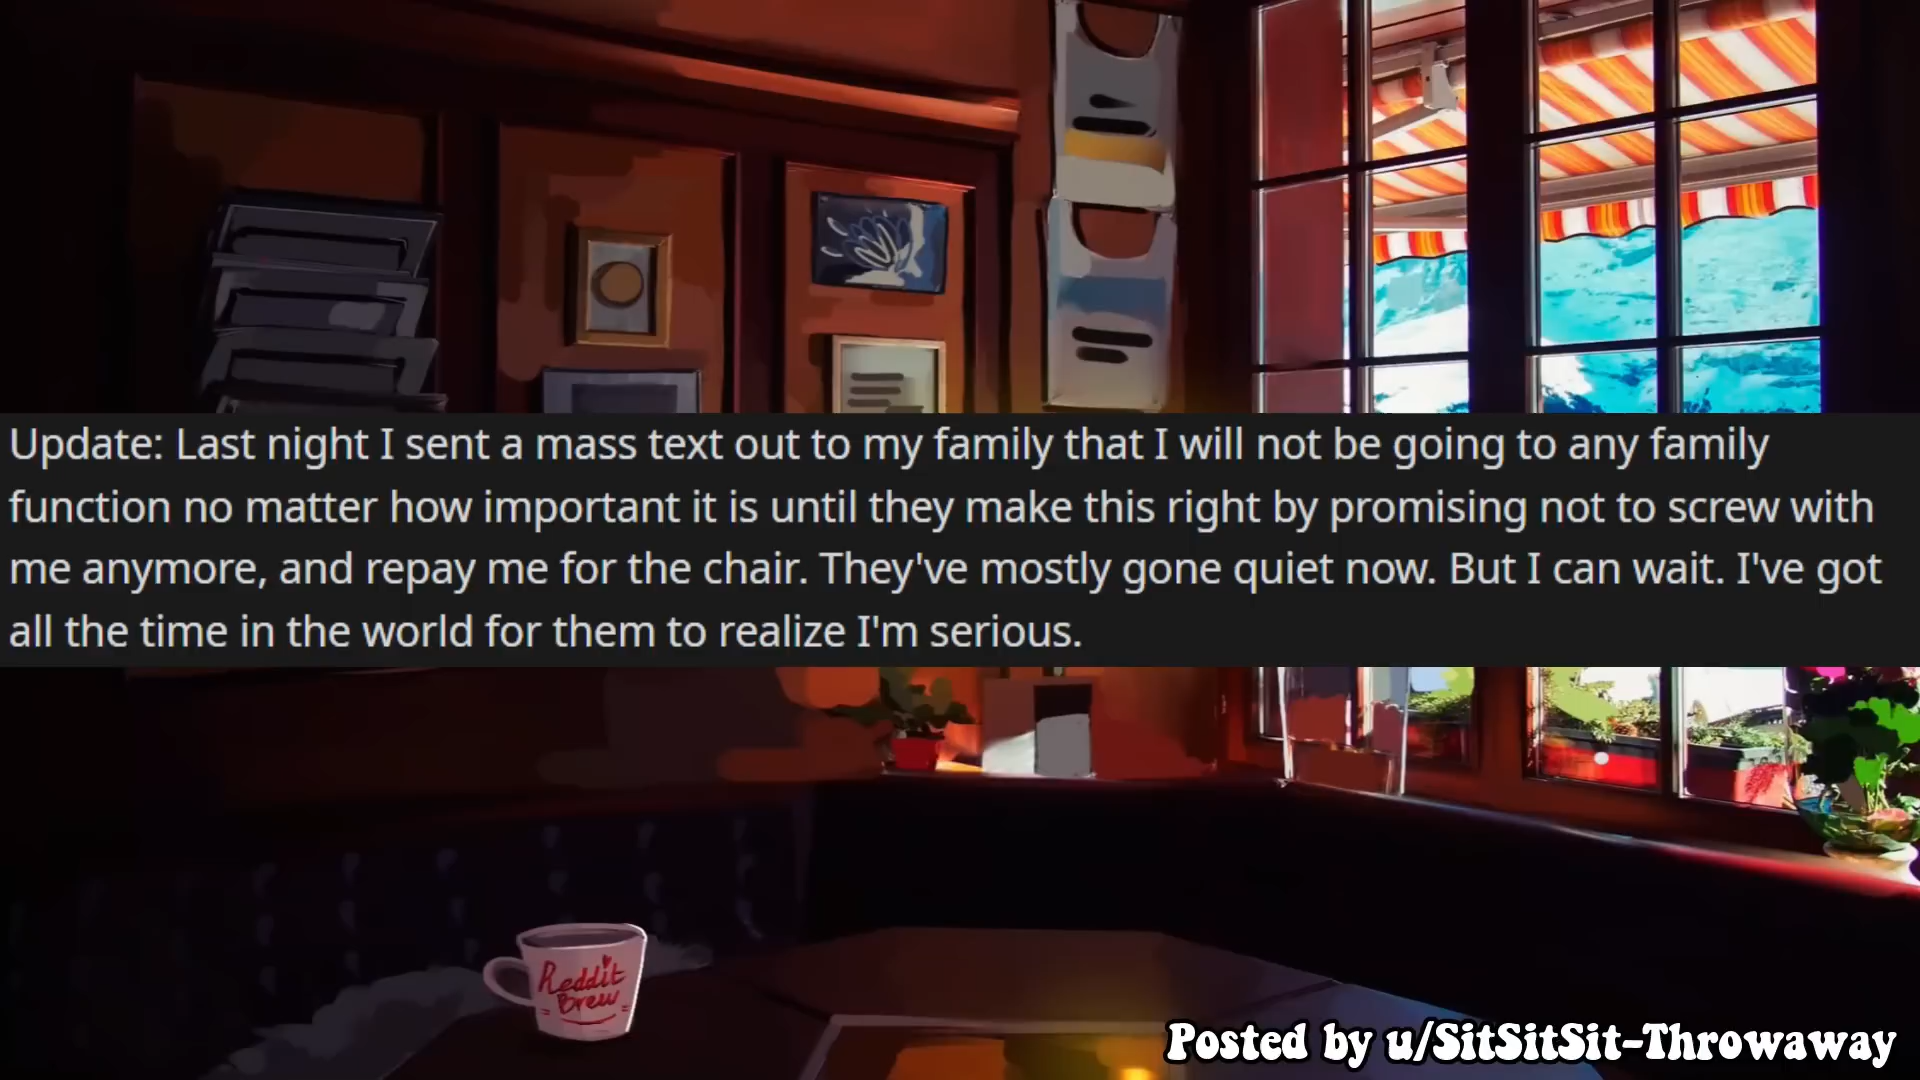 Update: Last night I sent a mass text out to my family that I will not be going to any family
function no matter how important it is until they make this right by promising not to screw with
me anymore, and repay me for the chair. They've mostly gone quiet now. But I can wait. I've got
all the time in the world for them to realize I'm serious.
Reddit
Brew
Posted by u/SitSitSit-Throwaway